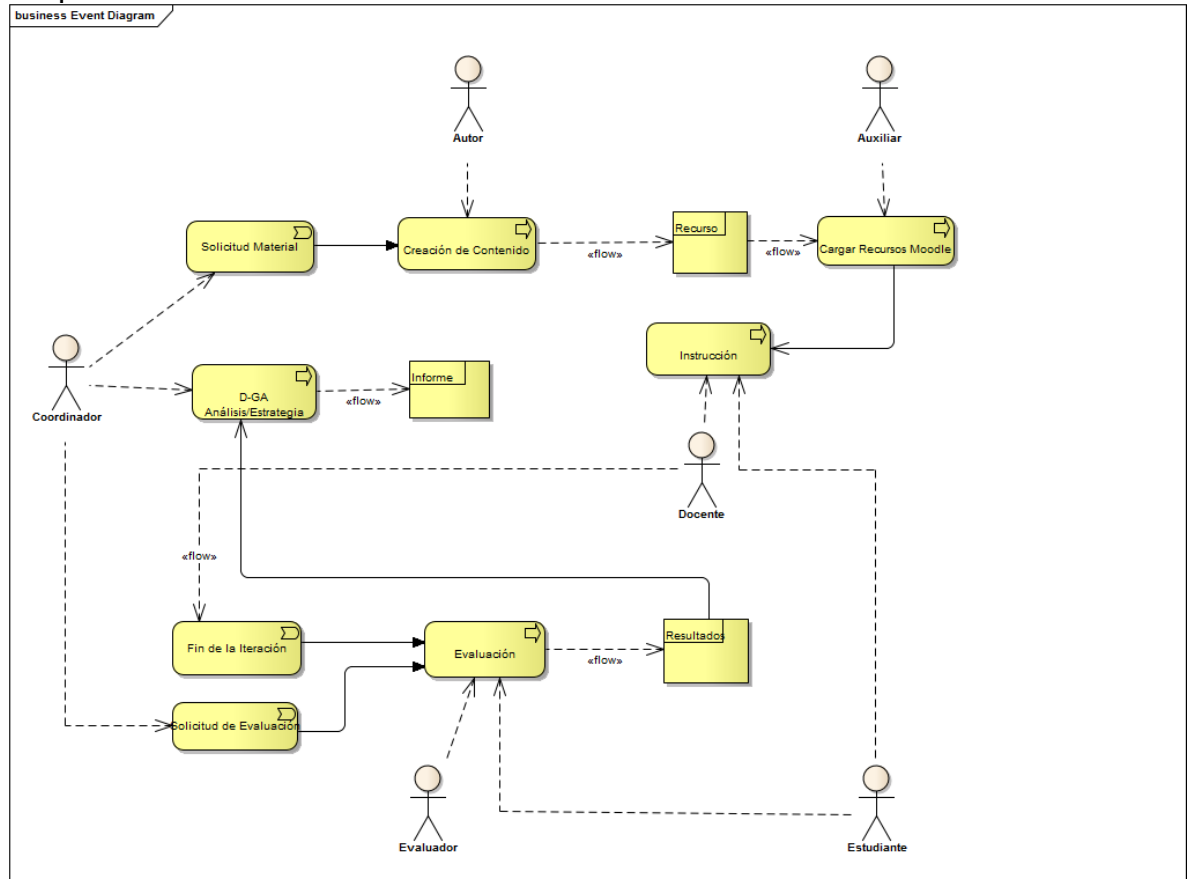 business Event Diagram
Autor
Auxiliar
Solicitud Material
Creación de Contenido
«flow»
Recurso
«flow»
Cargar Recursos Moodle
Instrucción
Coordinador
D-GA
Análisis/Estrategia
«flow»
Informe
Docente
«flow»
Fin de la Iteración
Evaluación
«flow»
Resultados
Solicitud de Evaluación
Evaluador
Estudiante